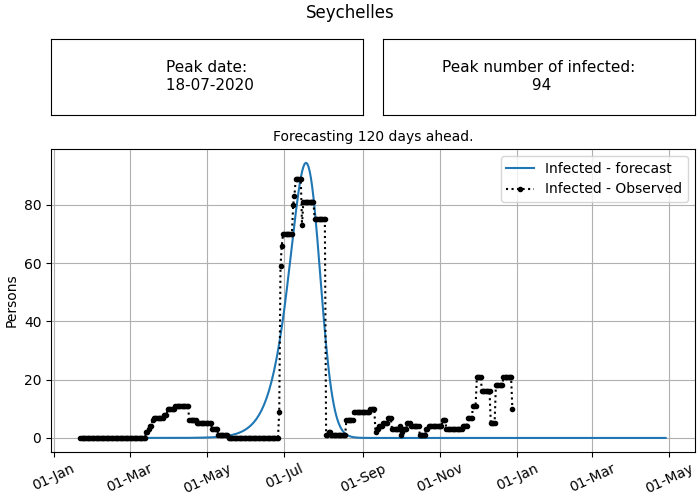 Seychelles
Peak date:
18-07-2020
Peak number of infected:
94
Forecasting 120 days ahead.
Infected - forecast
Infected - Observed
Persons
80
60
40
20
0
01-Jan
01-Mar
01-May
01-Jul
01-Sep
01-Nov
01-Jan
01-Mar
01-May